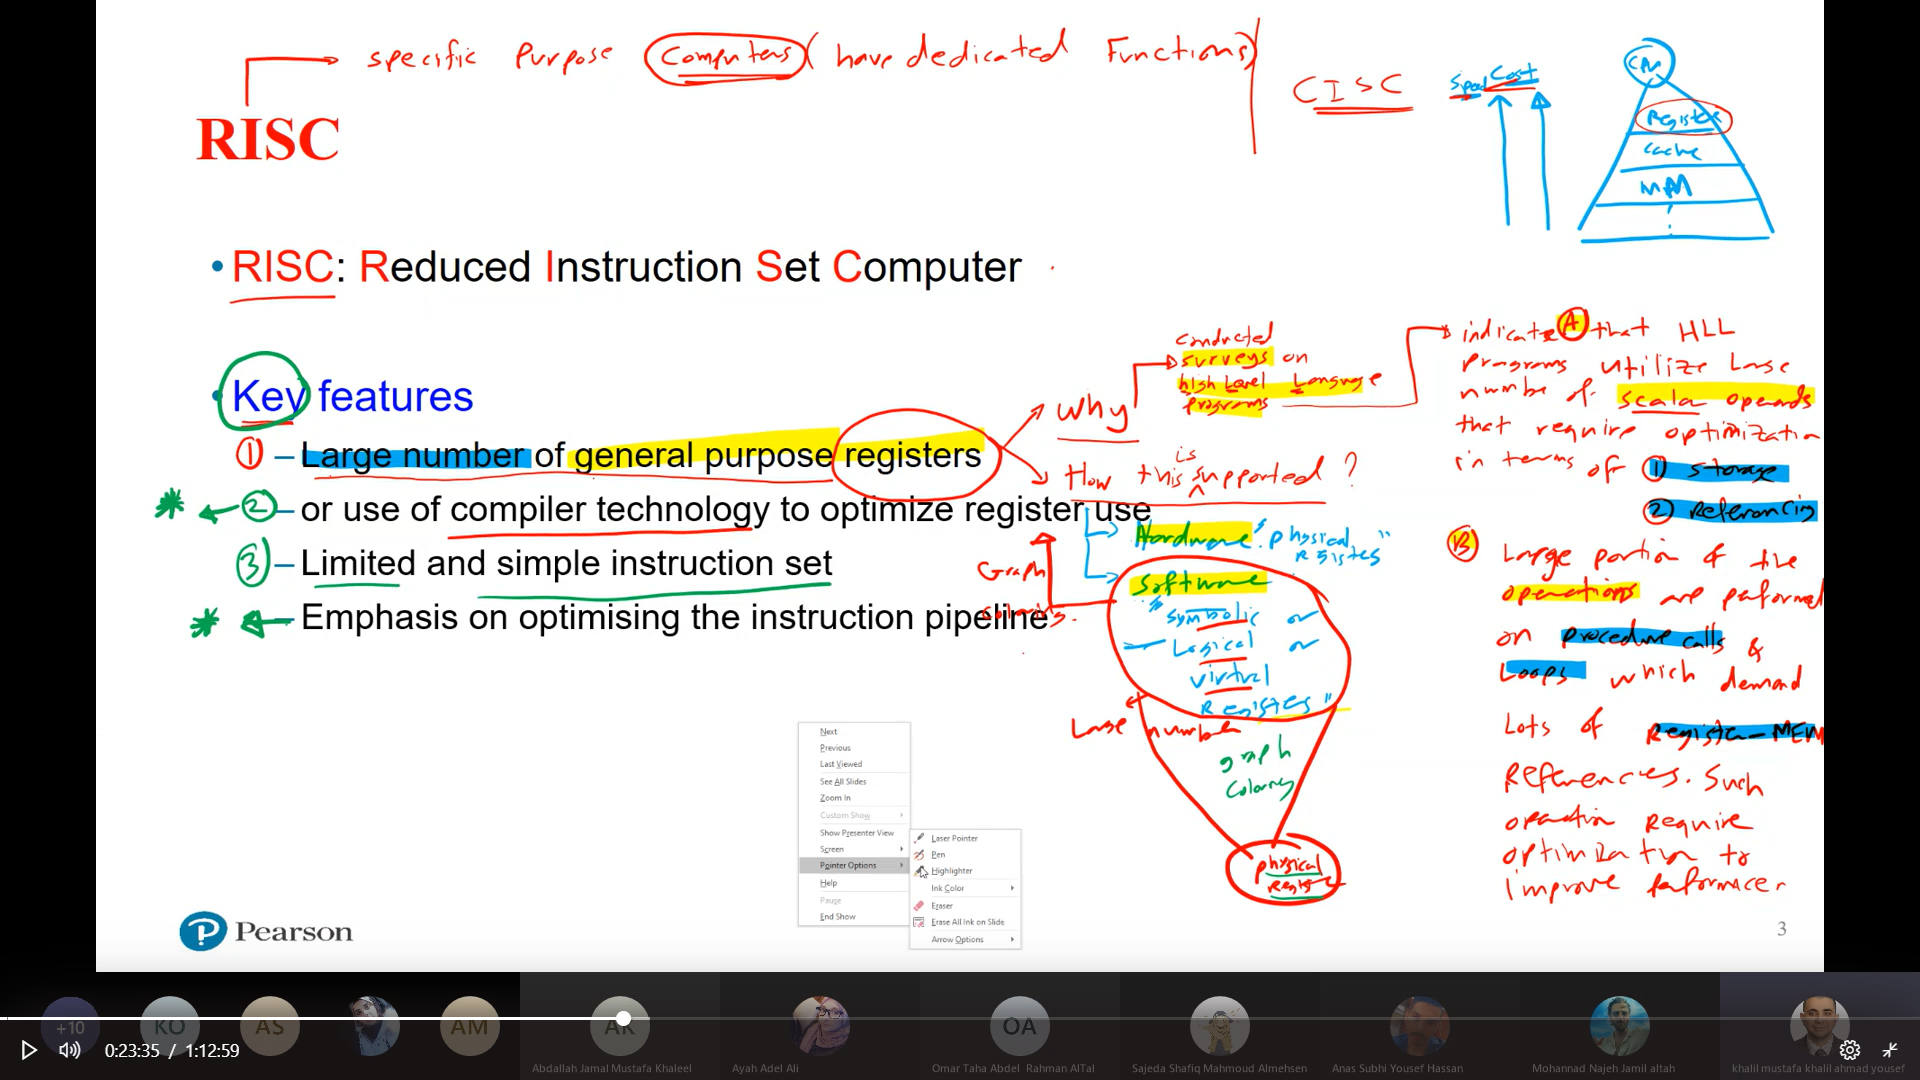 specific Purpose Computers (have dedicated Functions)
CISC
Speed Cost
Register
cache
MM
RISC
• RISC: Reduced Instruction Set Computer
• Key features
① – Large number of general purpose registers
② – or use of compiler technology to optimize register use
③ – Limited and simple instruction set
– Emphasis on optimising the instruction pipeline
why
conducted
surveys on
high Level Language
programs
How this is supported ?
Hardware "physical
Registers"
Software
"symbolic or
Logical or
virtual
Registers"
Graph
Large number
graph
coloring
physical
Register
indicate A that HLL
Programs utilize Large
number of scalar operands
that require optimization
in terms of 1) storage
2) Referencing
B Large portion of the
operations are performed
on procedure calls &
Loops which demand
Lots of Register-MEM
References. Such
operation require
optimization to
improve performance.
Next
Previous
Last Viewed
See All Slides
Zoom In
Custom Show
Show Presenter View
Screen
Pointer Options
Help
Pause
End Show
Laser Pointer
Pen
Highlighter
Ink Color
Eraser
Erase All Ink on Slide
Arrow Options
P Pearson
3
+10
KO
AS
AM
AK
OA
0:23:35 / 1:12:59
Abdallah Jamal Mustafa Khaleel
Ayah Adel Ali
Omar Taha Abdel Rahman AlTal
Sajeda Shafiq Mahmoud Almehsen
Anas Subhi Yousef Hassan
Mohannad Najeh Jamil altah
khalil mustafa khalil ahmad yousef